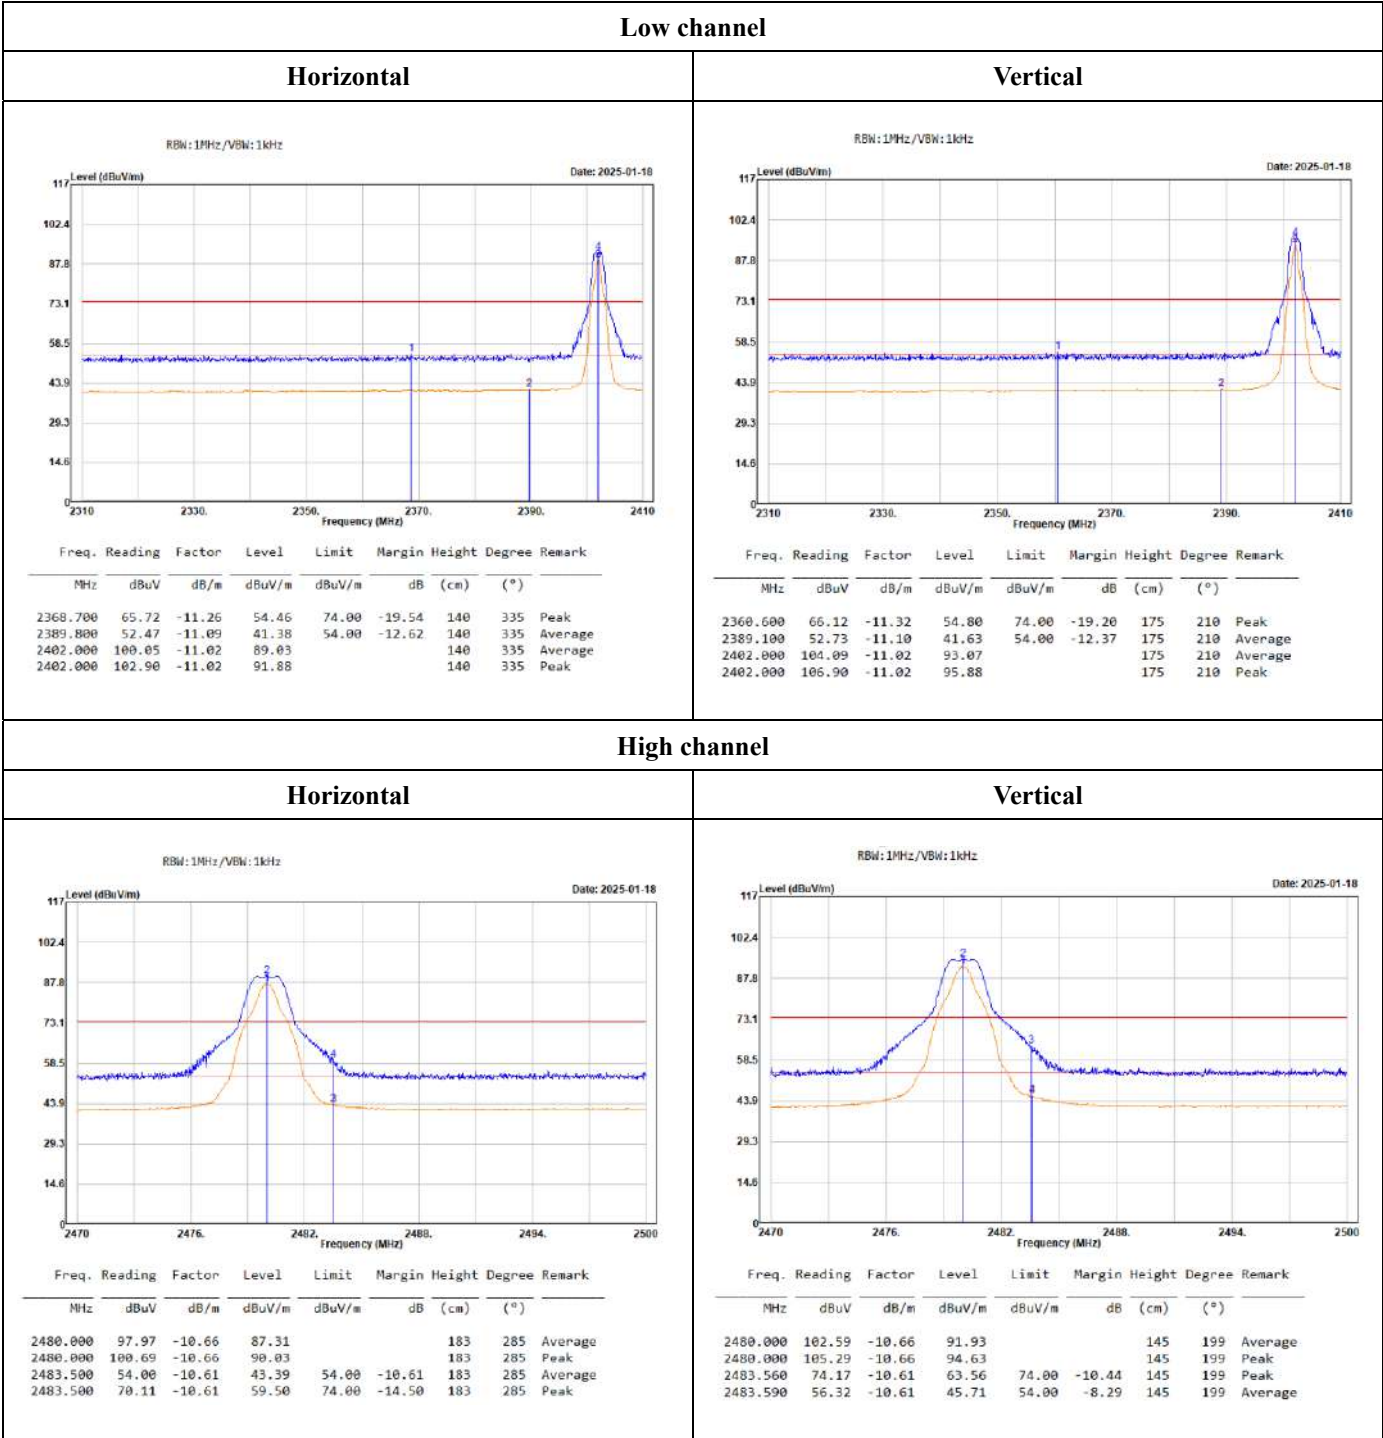 Low channel
Horizontal
Vertical
RBW:1MHz/VBW:1kHz
Level (dBuV/m)
Date: 2025-01-18
117
102.4
87.8
73.1
58.5
43.9
29.3
14.6
0
2310
2330.
2350.
2370.
2390.
2410
Frequency (MHz)
1
2
4
Freq. Reading Factor Level Limit Margin Height Degree Remark
MHz dBuV dB/m dBuV/m dBuV/m dB (cm) (°)
2368.700 65.72 -11.26 54.46 74.00 -19.54 140 335 Peak
2389.800 52.47 -11.09 41.38 54.00 -12.62 140 335 Average
2402.000 100.05 -11.02 89.03 140 335 Average
2402.000 102.90 -11.02 91.88 140 335 Peak
RBW:1MHz/VBW:1kHz
Level (dBuV/m)
Date: 2025-01-18
117
102.4
87.8
73.1
58.5
43.9
29.3
14.6
0
2310
2330.
2350.
2370.
2390.
2410
Frequency (MHz)
1
2
Freq. Reading Factor Level Limit Margin Height Degree Remark
MHz dBuV dB/m dBuV/m dBuV/m dB (cm) (°)
2360.600 66.12 -11.32 54.80 74.00 -19.20 175 210 Peak
2389.100 52.73 -11.10 41.63 54.00 -12.37 175 210 Average
2402.000 104.09 -11.02 93.07 175 210 Average
2402.000 106.90 -11.02 95.88 175 210 Peak
High channel
Horizontal
Vertical
RBW:1MHz/VBW:1kHz
Level (dBuV/m)
Date: 2025-01-18
117
102.4
87.8
73.1
58.5
43.9
29.3
14.6
0
2470
2476.
2482.
2488.
2494.
2500
Frequency (MHz)
2
4
3
Freq. Reading Factor Level Limit Margin Height Degree Remark
MHz dBuV dB/m dBuV/m dBuV/m dB (cm) (°)
2480.000 97.97 -10.66 87.31 183 285 Average
2480.000 100.69 -10.66 90.03 183 285 Peak
2483.500 54.00 -10.61 43.39 54.00 -10.61 183 285 Average
2483.500 70.11 -10.61 59.50 74.00 -14.50 183 285 Peak
RBW:1MHz/VBW:1kHz
Level (dBuV/m)
Date: 2025-01-18
117
102.4
87.8
73.1
58.5
43.9
29.3
14.6
0
2470
2476.
2482.
2488.
2494.
2500
Frequency (MHz)
2
3
4
Freq. Reading Factor Level Limit Margin Height Degree Remark
MHz dBuV dB/m dBuV/m dBuV/m dB (cm) (°)
2480.000 102.59 -10.66 91.93 145 199 Average
2480.000 105.29 -10.66 94.63 145 199 Peak
2483.560 74.17 -10.61 63.56 74.00 -10.44 145 199 Peak
2483.590 56.32 -10.61 45.71 54.00 -8.29 145 199 Average